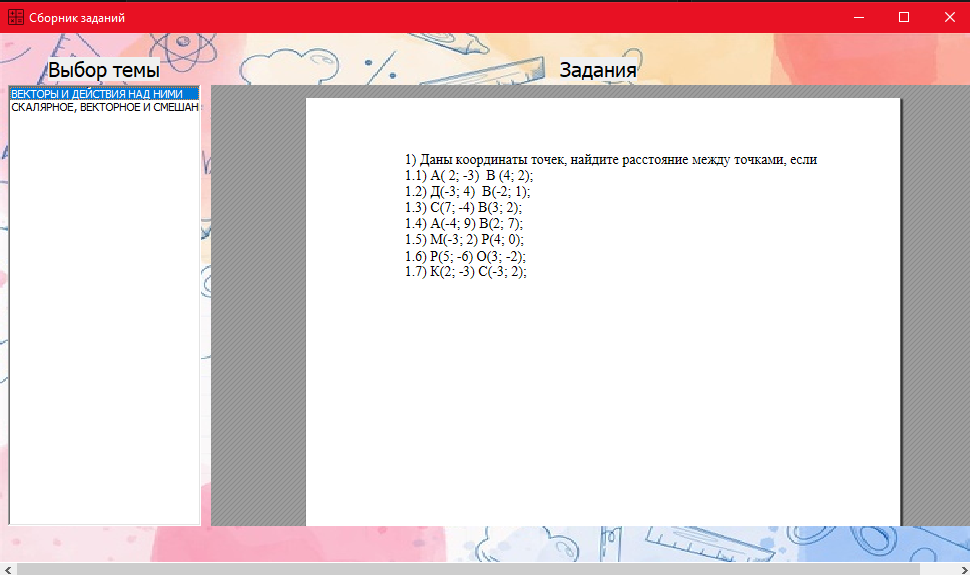 Сборник заданий
Выбор темы
Задания
ВЕКТОРЫ И ДЕЙСТВИЯ НАД НИМИ
СКАЛЯРНОЕ, ВЕКТОРНОЕ И СМЕШАН
1) Даны координаты точек, найдите расстояние между точками, если
1.1) А( 2; -3)  В (4; 2);
1.2) Д(-3; 4)  В(-2; 1);
1.3) С(7; -4) В(3; 2);
1.4) А(-4; 9) В(2; 7);
1.5) М(-3; 2) Р(4; 0);
1.6) Р(5; -6) О(3; -2);
1.7) К(2; -3) С(-3; 2);